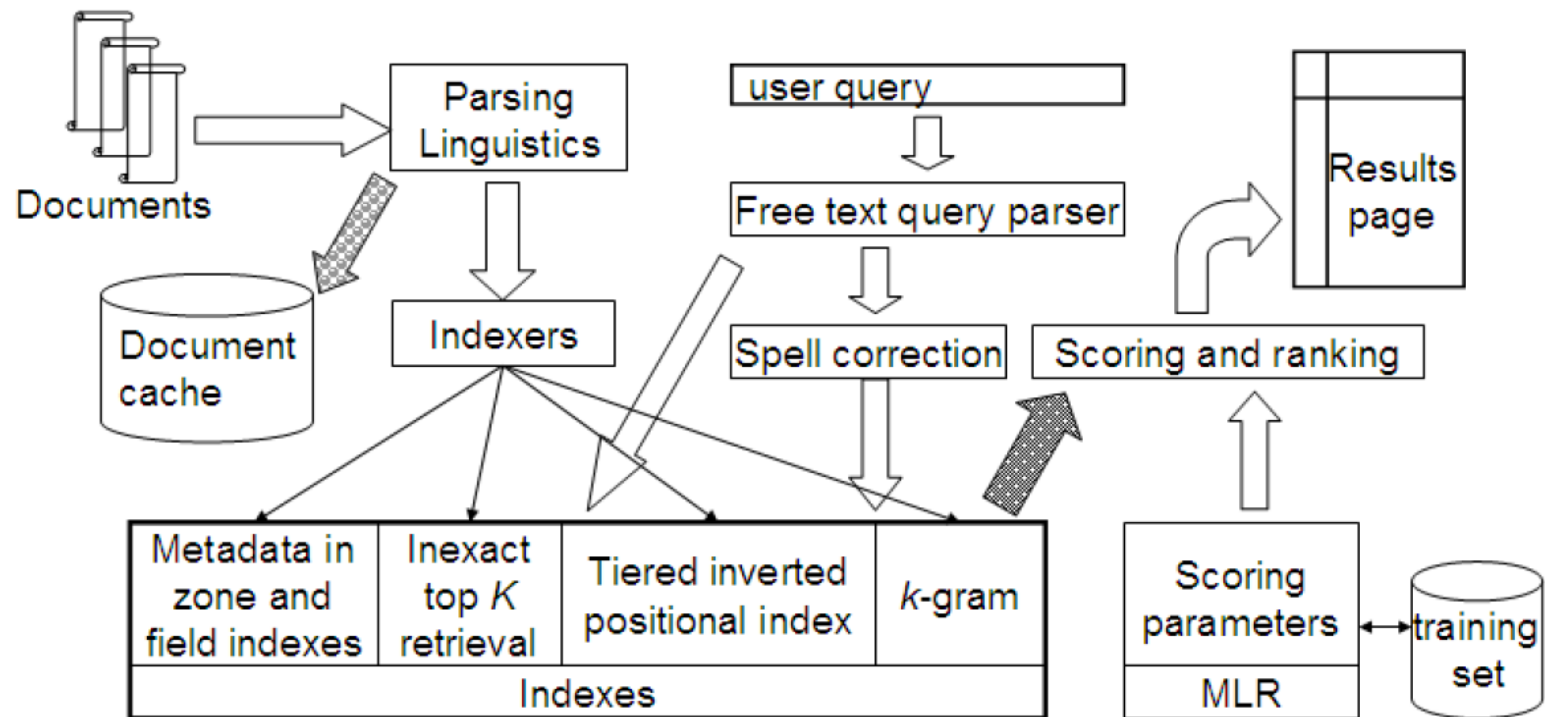 Documents
Parsing
Linguistics
user query
Results
page
Free text query parser
Document
cache
Indexers
Spell correction
Scoring and ranking
Metadata in
zone and
field indexes
Inexact
top K
retrieval
Tiered inverted
positional index
k-gram
Indexes
Scoring
parameters
MLR
training
set